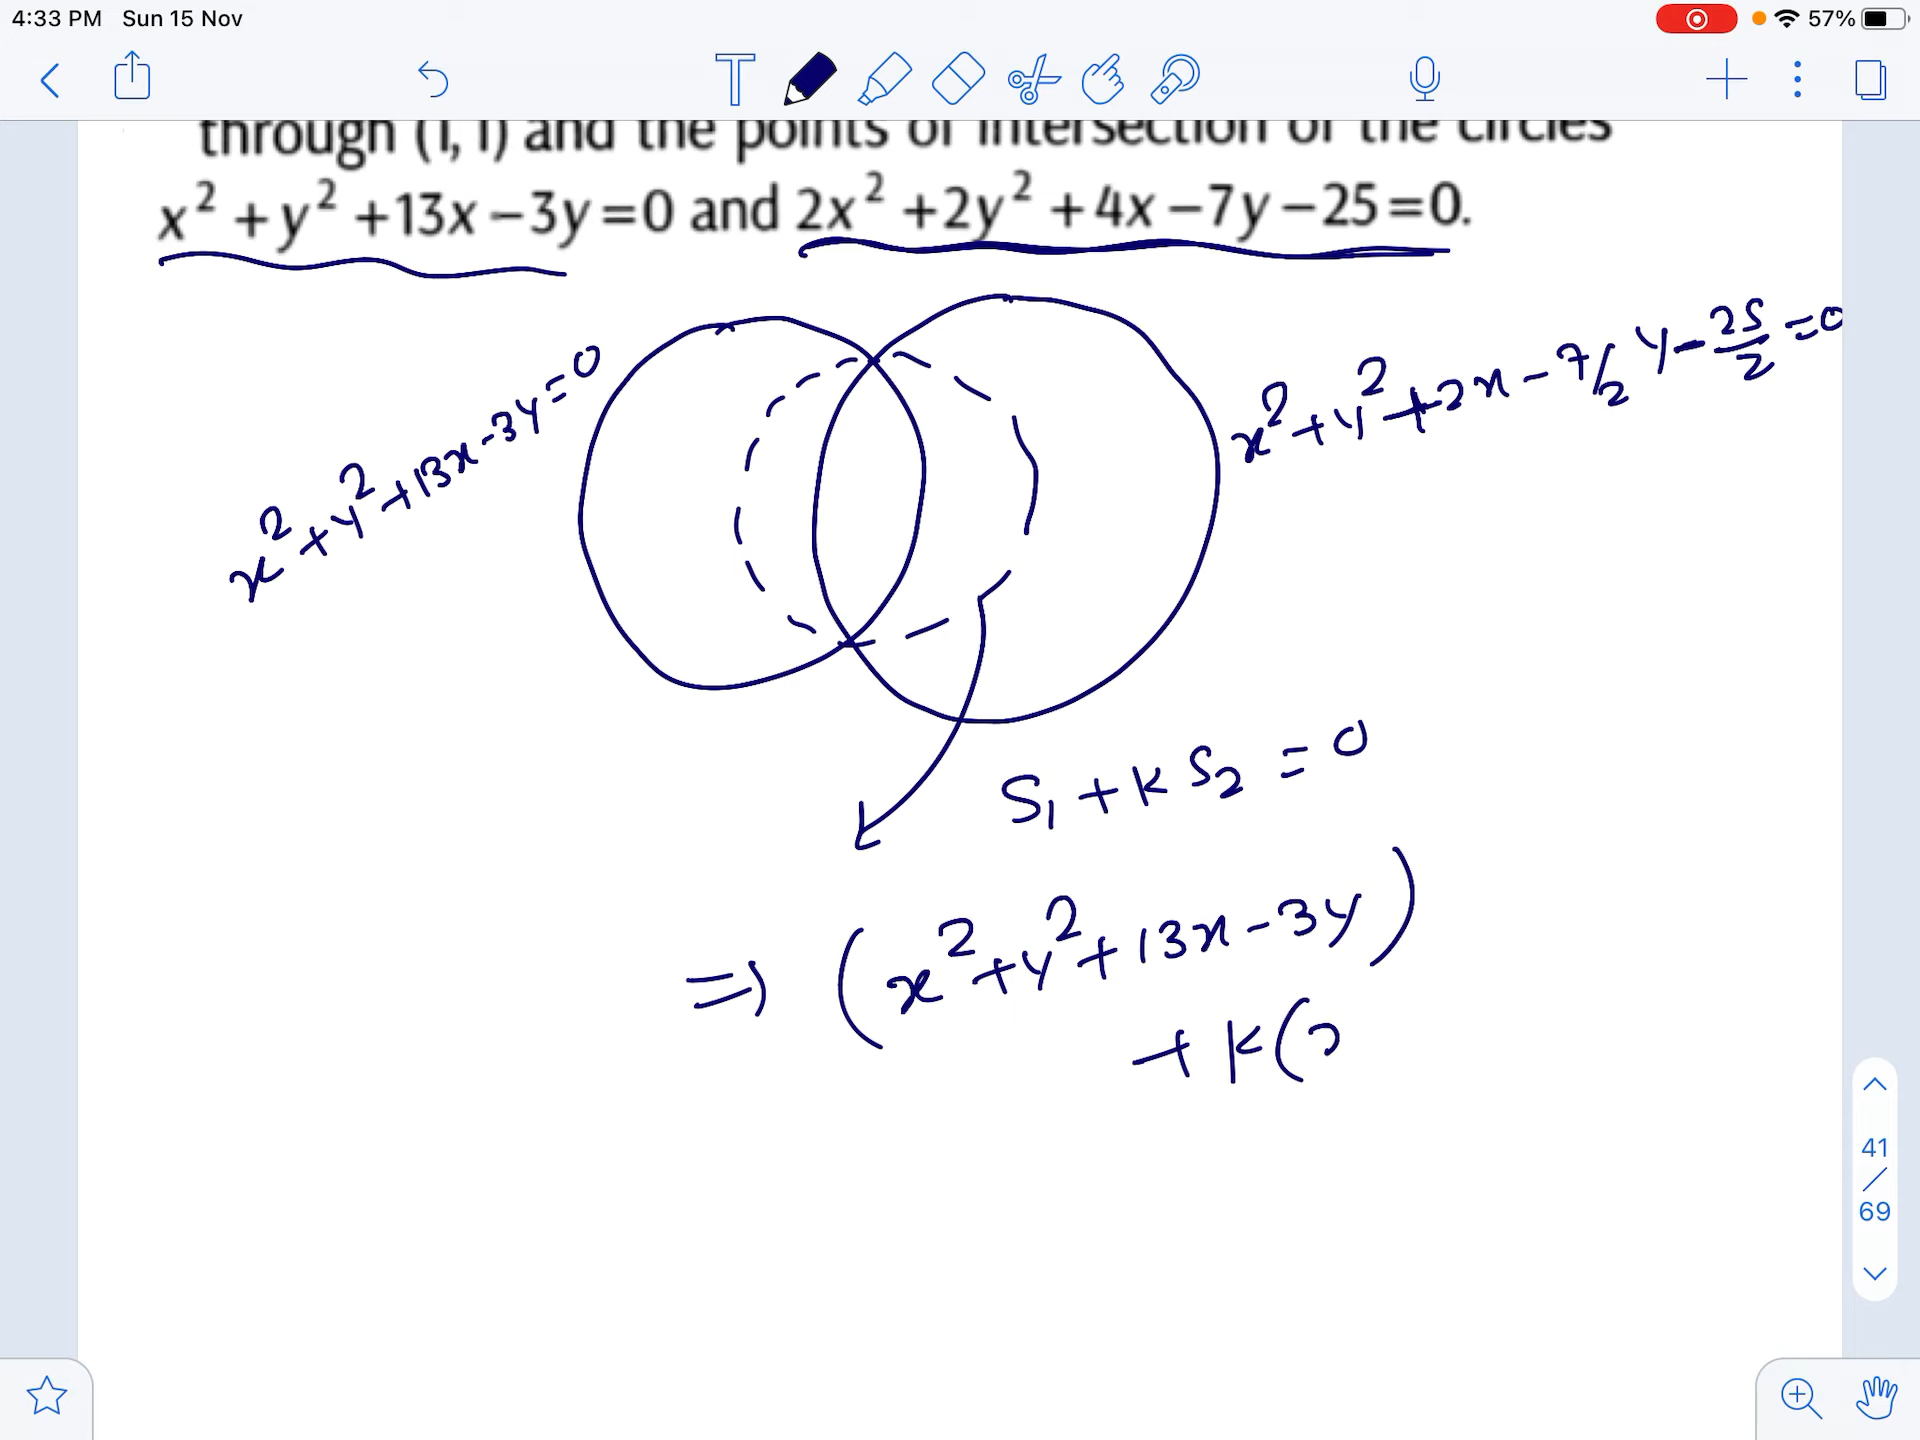 4:33 PM Sun 15 Nov
57%
T
through (1, 1) and the points of intersection of the circles
x² + y² +13x – 3y = 0 and 2x² +2y² +4x – 7y – 25 = 0.
x² + y² + 13x - 3y = 0
x² + y² + 2x - 7/2 y - 25/2 = 0
S₁ + k S₂ = 0
=> (x² + y² + 13x - 3y)
+ k(
41
/
69